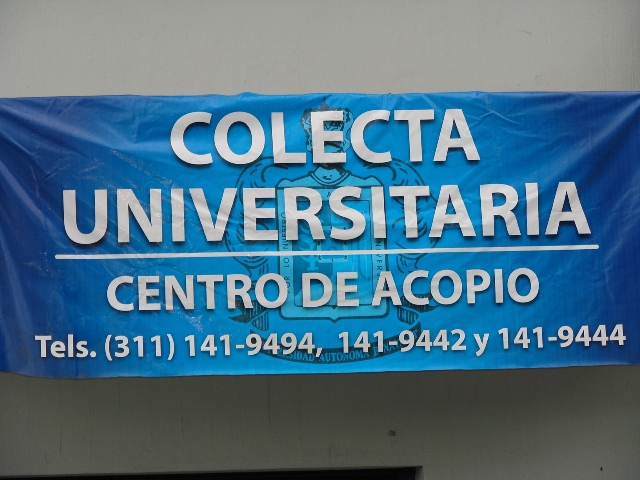 COLECTA
UNIVERSITARIA
CENTRO DE ACOPIO
Tels. (311) 141-9494, 141-9442 y 141-9444